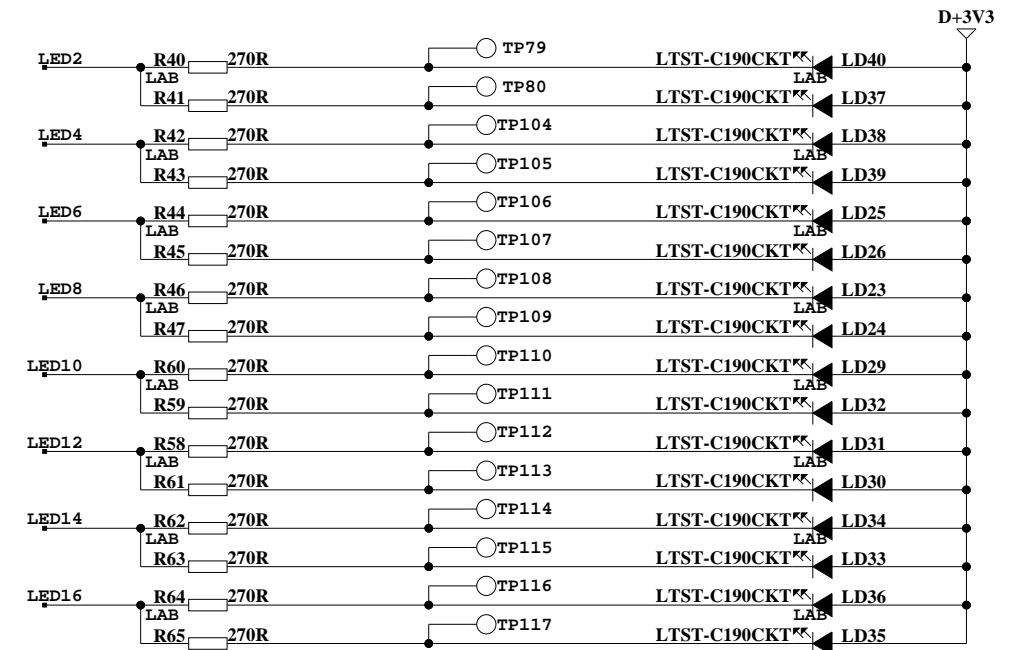 D+3V3
LED2 R40 270R TP79 LTST-C190CKT LD40
LAB LAB
R41 270R TP80 LTST-C190CKT LD37
LED4 R42 270R TP104 LTST-C190CKT LD38
LAB LAB
R43 270R TP105 LTST-C190CKT LD39
LED6 R44 270R TP106 LTST-C190CKT LD25
LAB LAB
R45 270R TP107 LTST-C190CKT LD26
LED8 R46 270R TP108 LTST-C190CKT LD23
LAB LAB
R47 270R TP109 LTST-C190CKT LD24
LED10 R60 270R TP110 LTST-C190CKT LD29
LAB LAB
R59 270R TP111 LTST-C190CKT LD32
LED12 R58 270R TP112 LTST-C190CKT LD31
LAB LAB
R61 270R TP113 LTST-C190CKT LD30
LED14 R62 270R TP114 LTST-C190CKT LD34
LAB LAB
R63 270R TP115 LTST-C190CKT LD33
LED16 R64 270R TP116 LTST-C190CKT LD36
LAB LAB
R65 270R TP117 LTST-C190CKT LD35